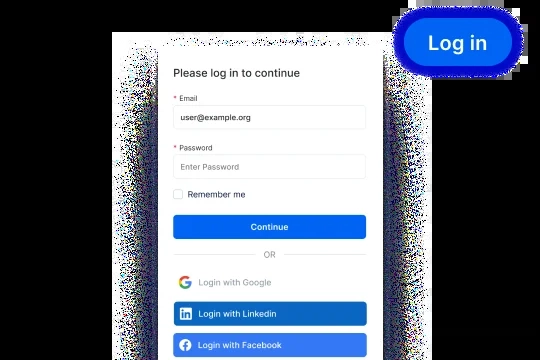 Log in
Please log in to continue
* Email
user@example.org
* Password
Enter Password
Remember me
Continue
OR
Login with Google
in Login with Linkedin
f Login with Facebook